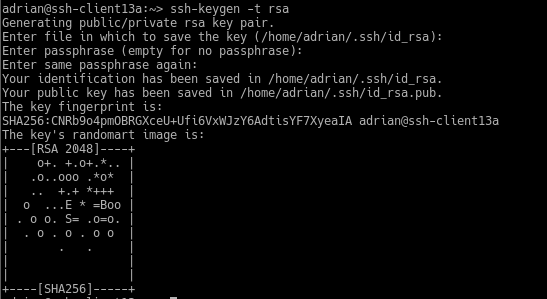 adrian@ssh-client13a:~> ssh-keygen -t rsa
Generating public/private rsa key pair.
Enter file in which to save the key (/home/adrian/.ssh/id_rsa):
Enter passphrase (empty for no passphrase):
Enter same passphrase again:
Your identification has been saved in /home/adrian/.ssh/id_rsa.
Your public key has been saved in /home/adrian/.ssh/id_rsa.pub.
The key fingerprint is:
SHA256:CNRb9o4pmOBRGXceU+Ufi6VxWJzY6AdtisYF7XyeaIA adrian@ssh-client13a
The key's randomart image is:
+---[RSA 2048]----+
|    o+. +.o+.*.. |
|   .o..ooo .*o*  |
|   ..  +.+ *+++  |
|  o  ...E * =Boo |
| . o o. S= .o=o. |
|  . o . o . o o  |
|       .   .     |
|                 |
|                 |
+----[SHA256]-----+